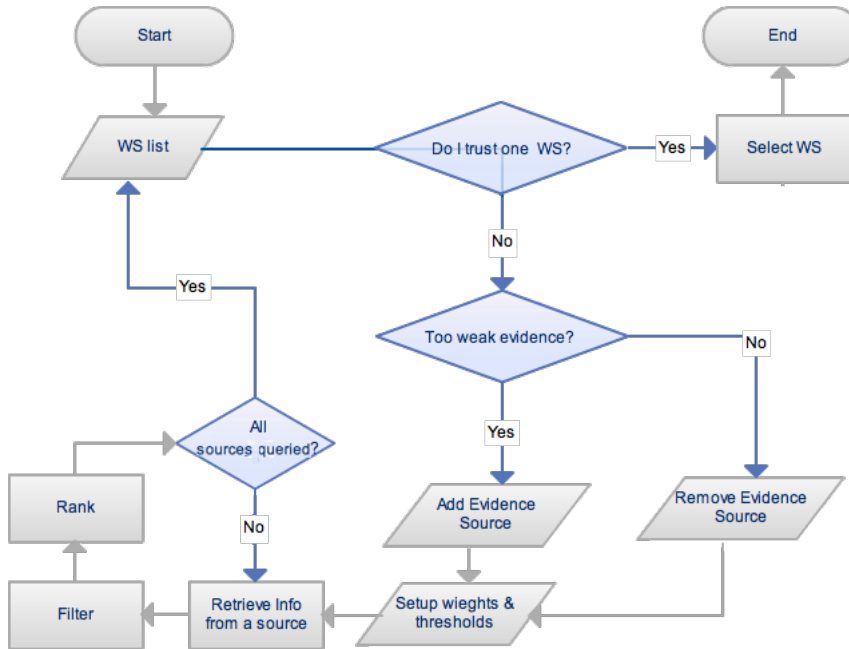 Start
End
WS list
Do I trust one WS?
Yes
Select WS
No
Yes
Too weak evidence?
No
All
sources queried?
Yes
Rank
Add Evidence
Source
Remove Evidence
Source
No
Filter
Retrieve Info
from a source
Setup wieghts &
thresholds